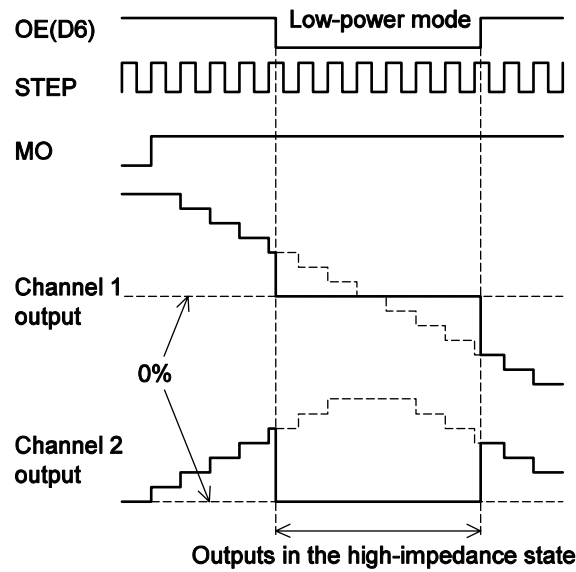 OE(D6)
Low-power mode
STEP
MO
Channel 1
output
0%
Channel 2
output
Outputs in the high-impedance state